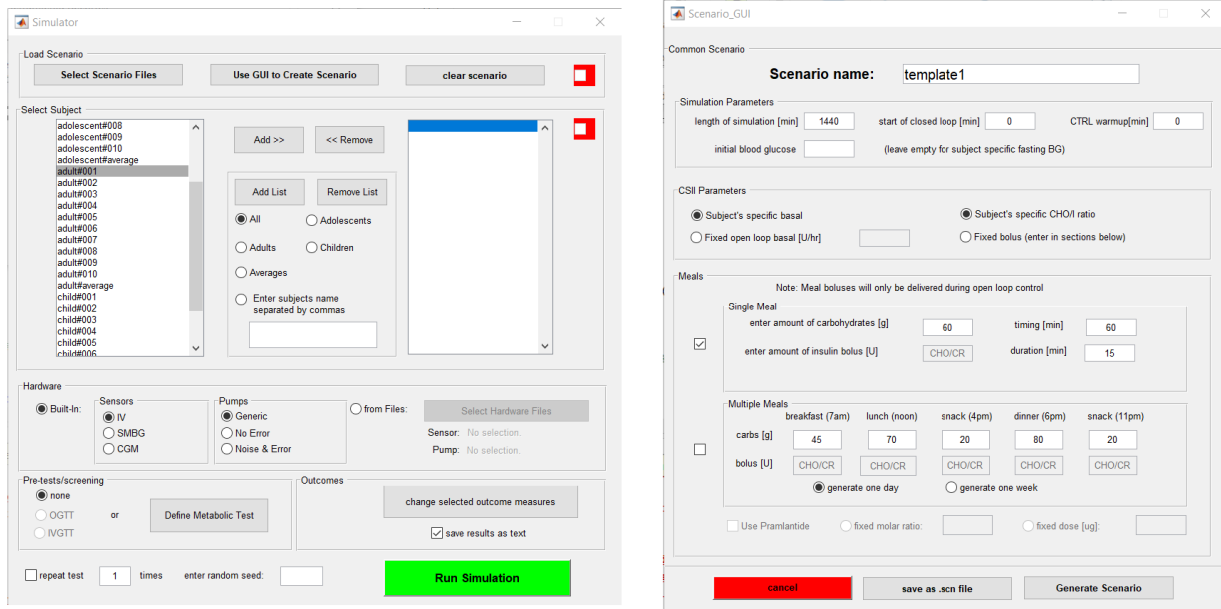 Simulator
Load Scenario
Select Scenario Files
Use GUI to Create Scenario
clear scenario
Select Subject
adolescent#008
adolescent#009
adolescent#010
adolescent#average
adult#001
adult#002
adult#003
adult#004
adult#005
adult#006
adult#007
adult#008
adult#009
adult#010
adult#average
child#001
child#002
child#003
child#004
child#005
child#006
Add >>
<< Remove
Add List
Remove List
All
Adolescents
Adults
Children
Averages
Enter subjects name
separated by commas
Hardware
Built-In:
Sensors
IV
SMBG
CGM
Pumps
Generic
No Error
Noise & Error
from Files:
Select Hardware Files
Sensor: No selection.
Pump: No selection.
Pre-tests/screening
none
OGTT
or
IVGTT
Define Metabolic Test
Outcomes
change selected outcome measures
save results as text
repeat test 1 times enter random seed:
Run Simulation
Scenario_GUI
Common Scenario
Scenario name: template1
Simulation Parameters
length of simulation [min] 1440 start of closed loop [min] 0 CTRL warmup[min] 0
initial blood glucose (leave empty for subject specific fasting BG)
CSII Parameters
Subject's specific basal Subject's specific CHO/I ratio
Fixed open loop basal [U/hr] Fixed bolus (enter in sections below)
Meals
Note: Meal boluses will only be delivered during open loop control
Single Meal
enter amount of carbohydrates [g] 60 timing [min] 60
enter amount of insulin bolus [U] CHO/CR duration [min] 15
Multiple Meals
breakfast (7am) lunch (noon) snack (4pm) dinner (6pm) snack (11pm)
carbs [g] 45 70 20 80 20
bolus [U] CHO/CR CHO/CR CHO/CR CHO/CR CHO/CR
generate one day generate one week
Use Pramlantide fixed molar ratio: fixed dose [ug]:
cancel save as .scn file Generate Scenario